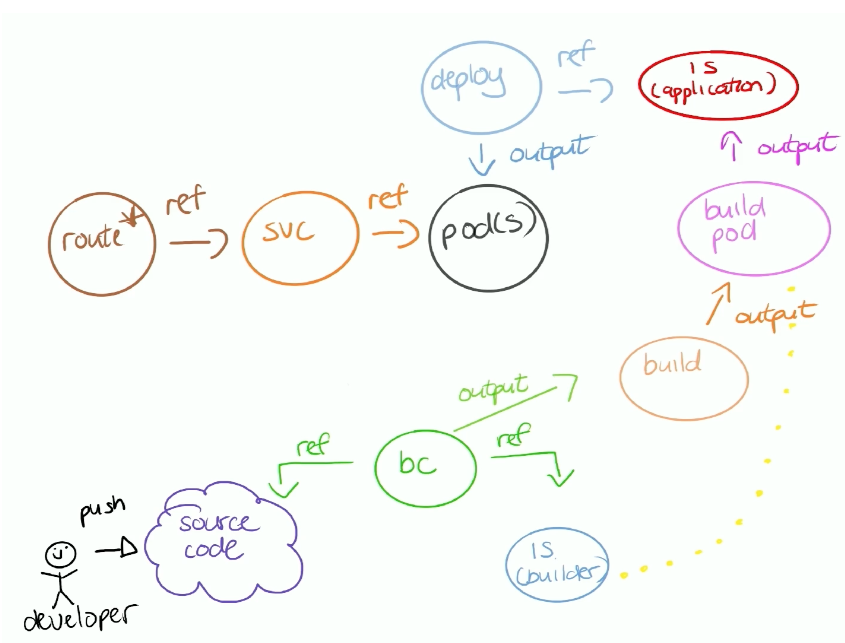 deploy
ref
IS
(application)
output
output
route
ref
svc
ref
pod(s)
build
pod
output
build
output
ref
bc
ref
push
source
code
IS
(builder)
developer